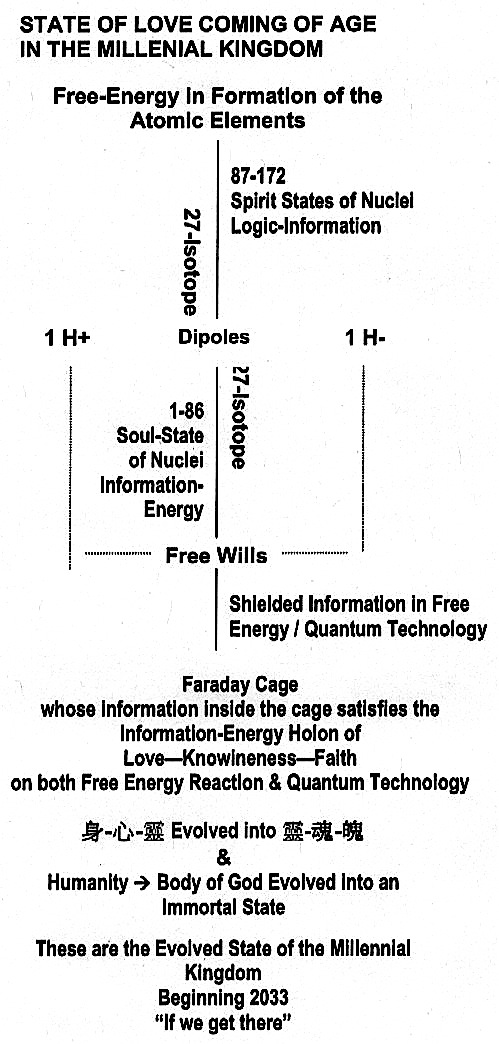 STATE OF LOVE COMING OF AGE
IN THE MILLENIAL KINGDOM
Free-Energy in Formation of the
Atomic Elements
87-172
Spirit States of Nuclei
Logic-Information
27-Isotope
1 H+
Dipoles
1 H-
27-Isotope
1-86
Soul-State
of Nuclei
Information-
Energy
Free Wills
Shielded Information in Free
Energy / Quantum Technology
Faraday Cage
whose information inside the cage satisfies the
Information-Energy Holon of
Love—Knowineness—Faith
on both Free Energy Reaction & Quantum Technology
身-心-靈 Evolved into 靈-魂-魄
&
Humanity → Body of God Evolved into an
Immortal State
These are the Evolved State of the Millennial
Kingdom
Beginning 2033
“If we get there”